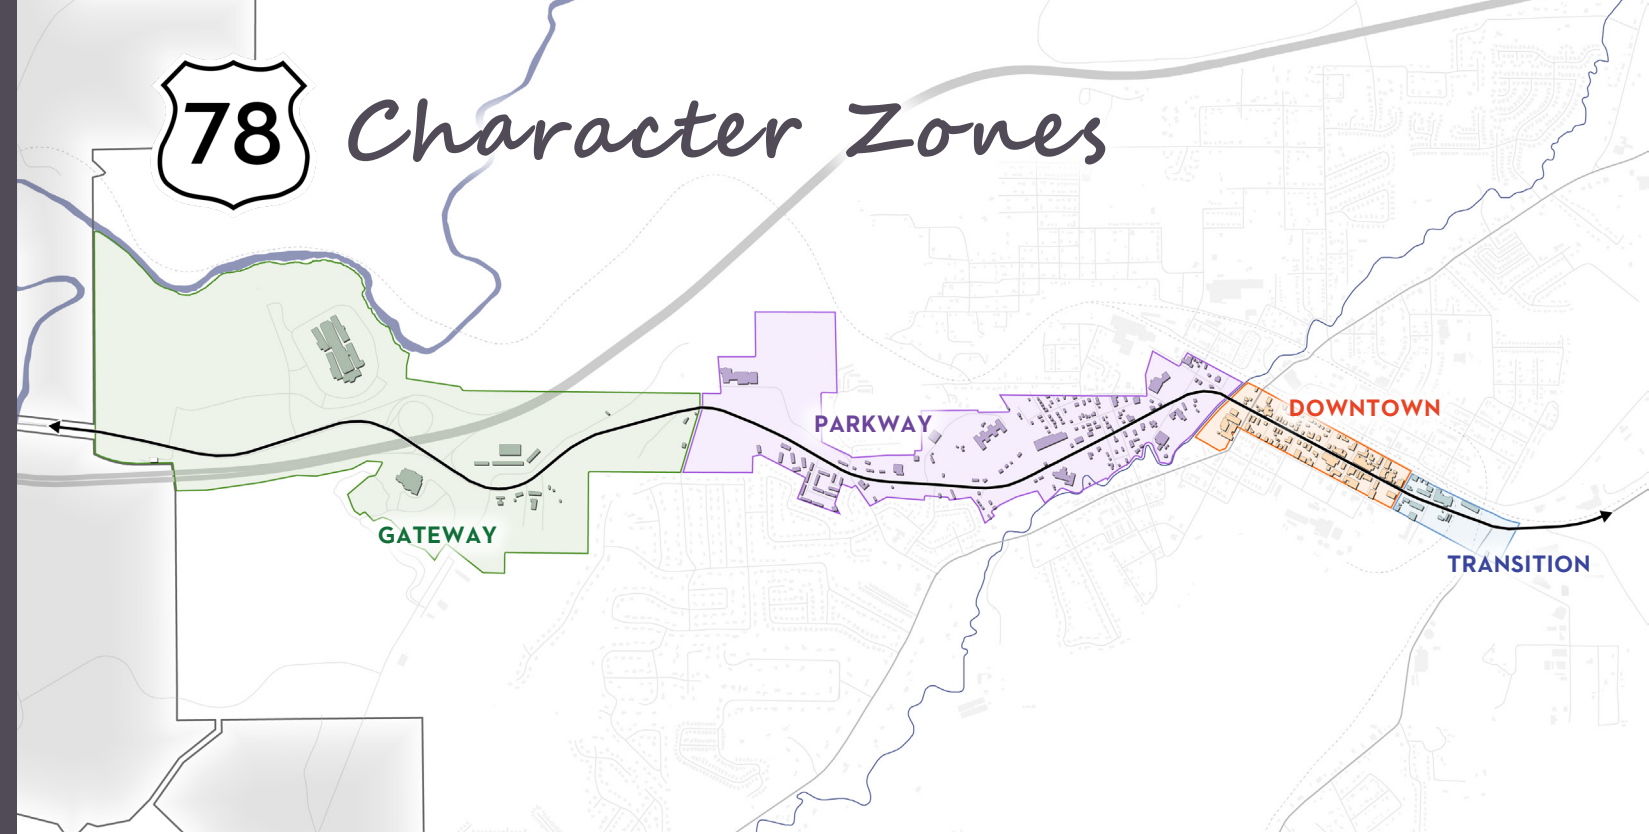 78
Character Zones
PARKWAY
DOWNTOWN
GATEWAY
TRANSITION